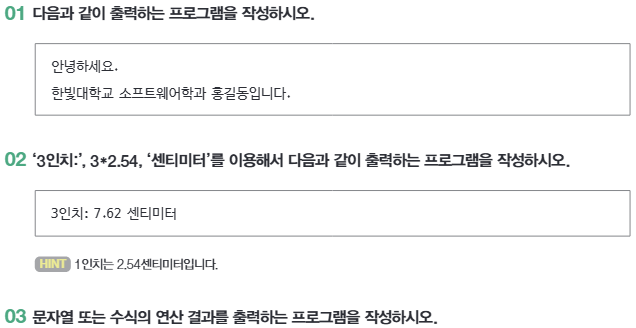 01 다음과 같이 출력하는 프로그램을 작성하시오.
안녕하세요.
한빛대학교 소프트웨어학과 홍길동입니다.
02 ‘3인치:’, 3*2.54, ‘센티미터’를 이용해서 다음과 같이 출력하는 프로그램을 작성하시오.
3인치: 7.62 센티미터
HINT 1인치는 2.54센티미터입니다.
03 문자열 또는 수식의 연산 결과를 출력하는 프로그램을 작성하시오.